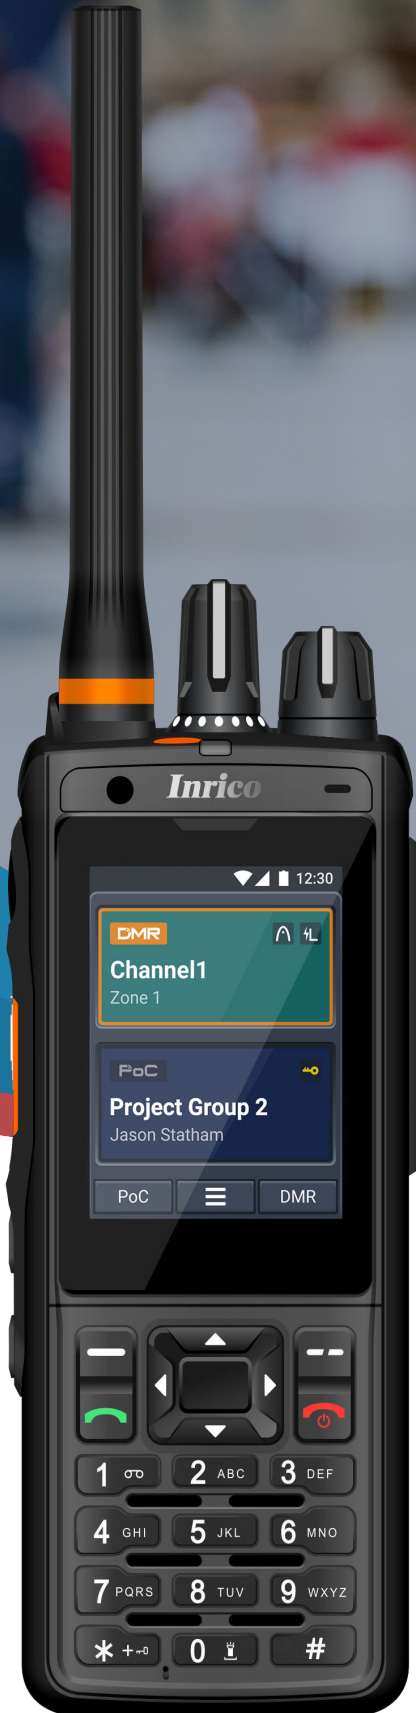 Inrico
12:30
DMR
L
Channel1
Zone 1
PoC
Project Group 2
Jason Statham
PoC DMR
1
2 ABC
3 DEF
4 GHI
5 JKL
6 MNO
7 PQRS
8 TUV
9 WXYZ
* +
0
#